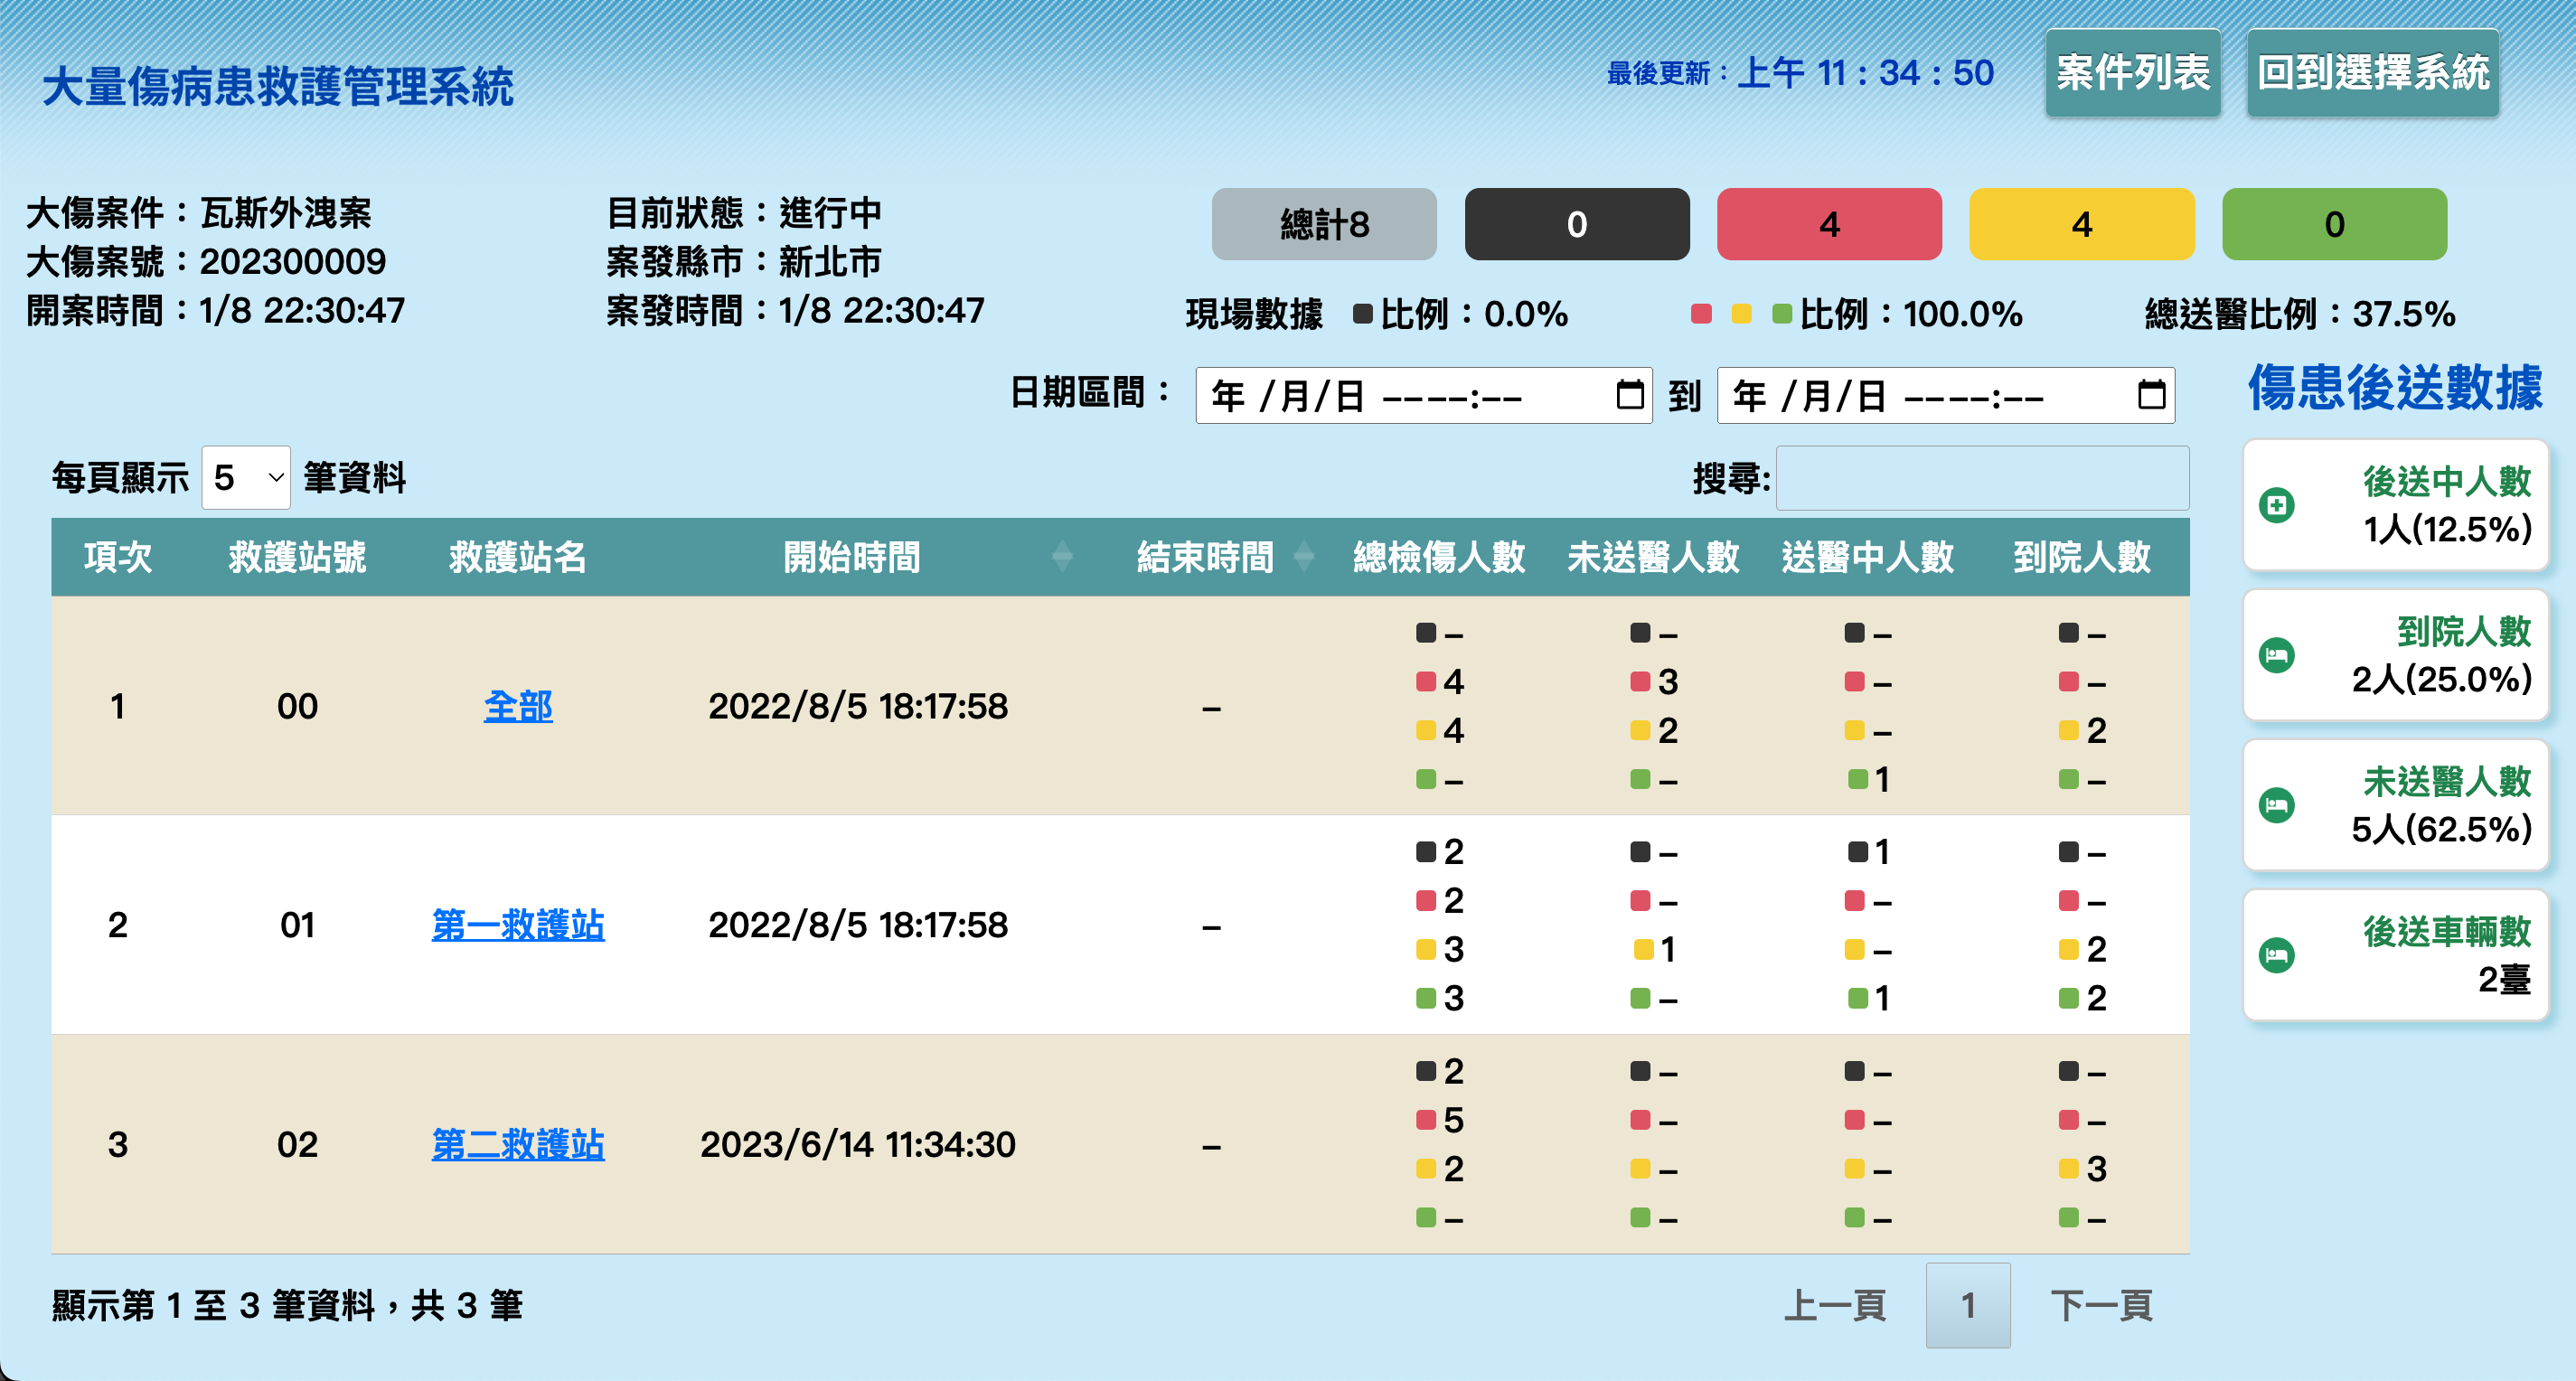 大量傷病患救護管理系統
最後更新：上午 11 : 34 : 50
案件列表
回到選擇系統
大傷案件：瓦斯外洩案
目前狀態：進行中
總計8
0
4
4
0
大傷案號：202300009
案發縣市：新北市
開案時間：1/8 22:30:47
案發時間：1/8 22:30:47
現場數據
比例：0.0%
比例：100.0%
總送醫比例：37.5%
日期區間：
年 /月/日 ----:--
到
年 /月/日 ----:--
傷患後送數據
每頁顯示 5 筆資料
搜尋:
項次 救護站號 救護站名 開始時間 結束時間 總檢傷人數 未送醫人數 送醫中人數 到院人數
1 00 全部 2022/8/5 18:17:58 –
– – – –
4 3 – –
4 2 – 2
– – 1 –
2 01 第一救護站 2022/8/5 18:17:58 –
2 – 1 –
2 – – –
3 1 – 2
3 – 1 2
3 02 第二救護站 2023/6/14 11:34:30 –
2 – – –
5 – – –
2 – – 3
– – – –
後送中人數
1人(12.5%)
到院人數
2人(25.0%)
未送醫人數
5人(62.5%)
後送車輛數
2臺
顯示第 1 至 3 筆資料，共 3 筆
上一頁 1 下一頁